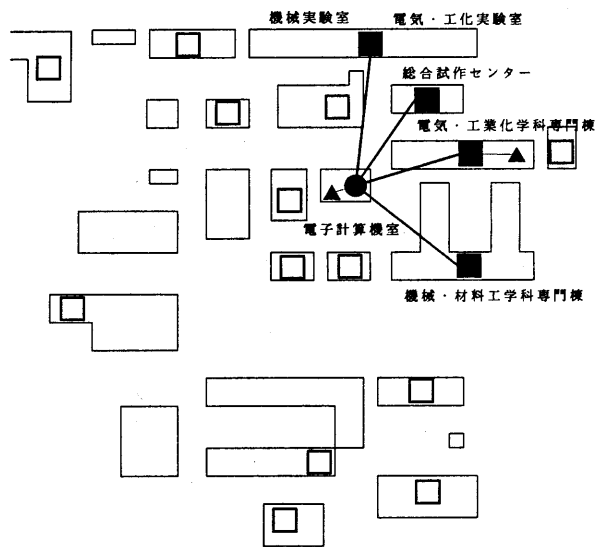 機械実験室
電気・工化実験室
総合試作センター
電気・工業化学科専門棟
電子計算機室
機械・材料工学科専門棟